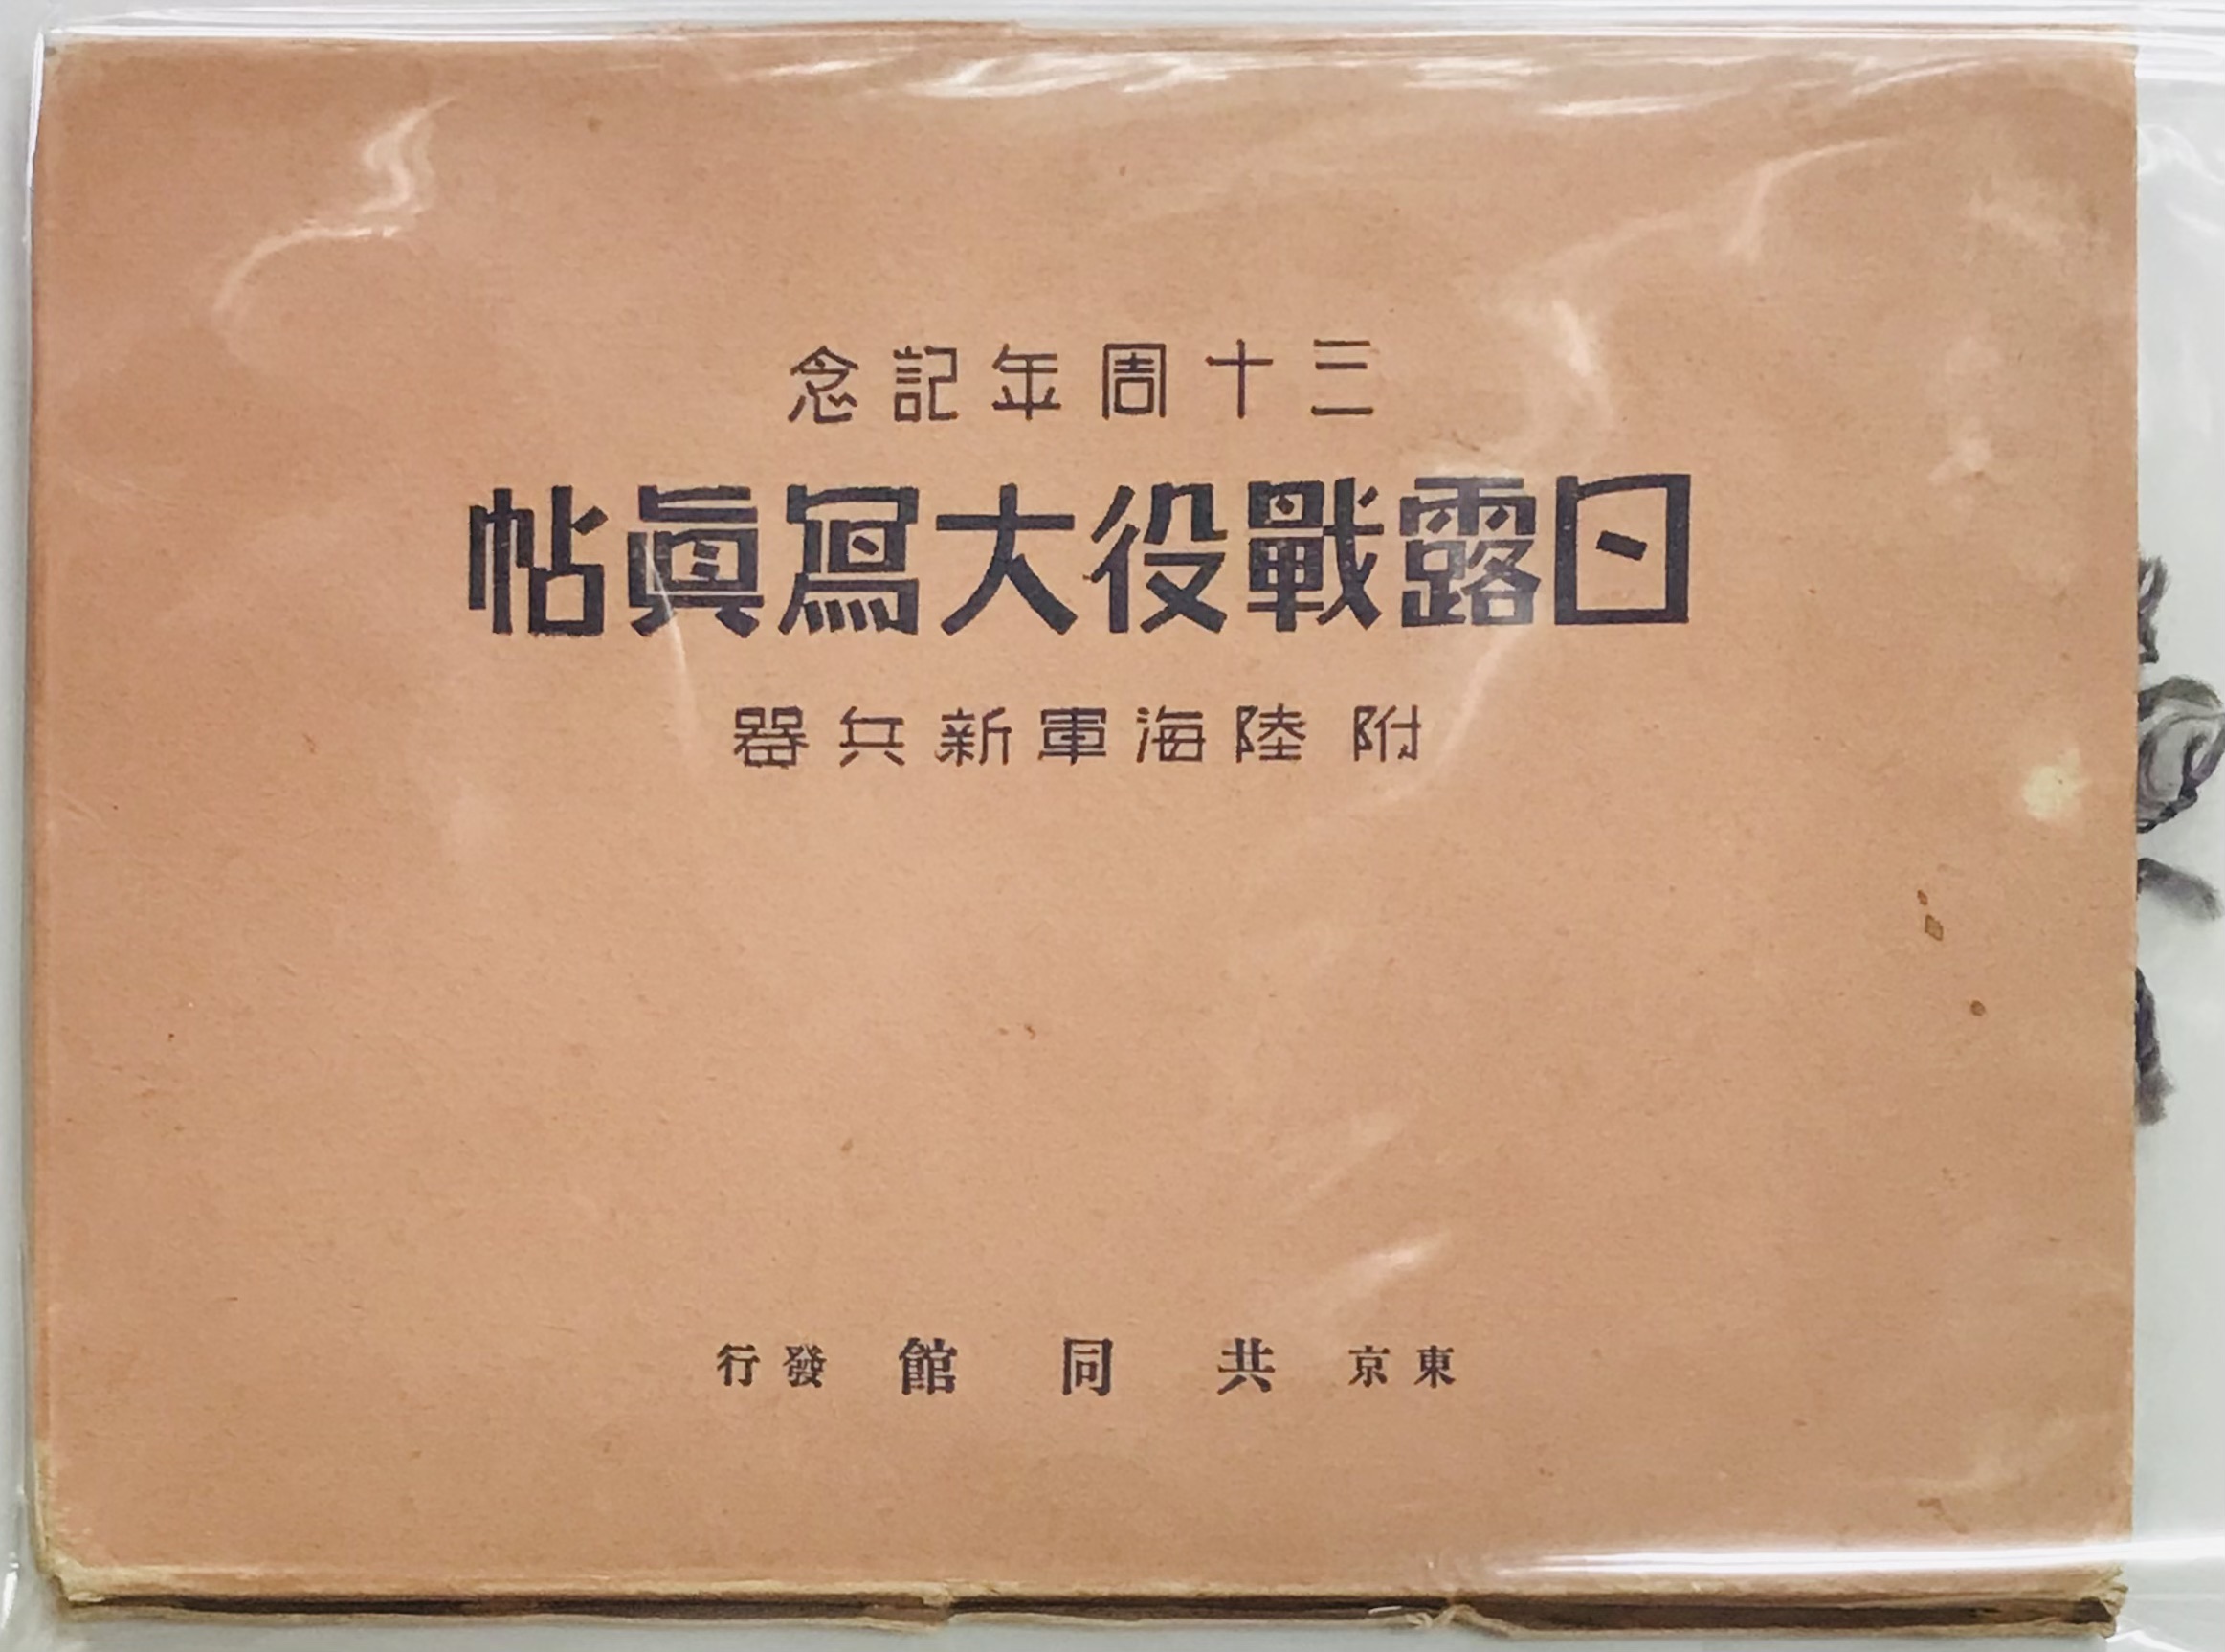 三十周年記念
日露戰役大寫眞帖
附 陸海軍新兵器
東京 共同館 發行